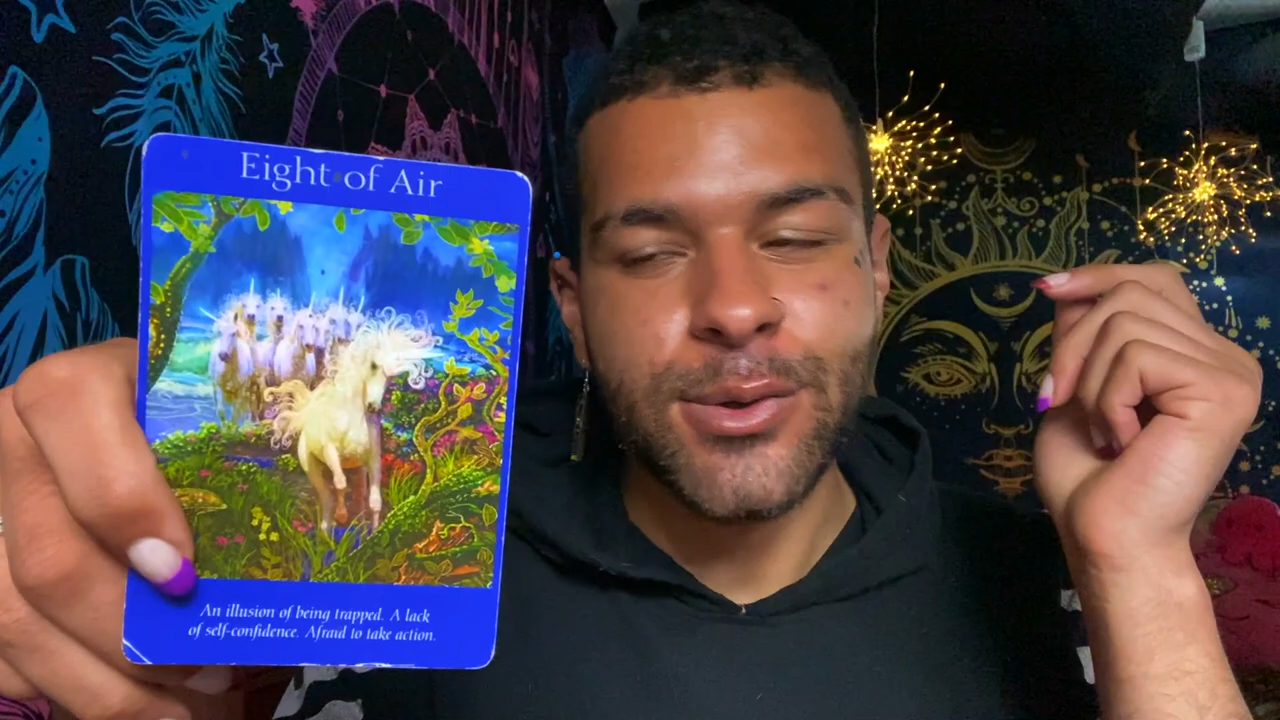 Eight of Air
An illusion of being trapped. A lack
of self-confidence. Afraid to take action.